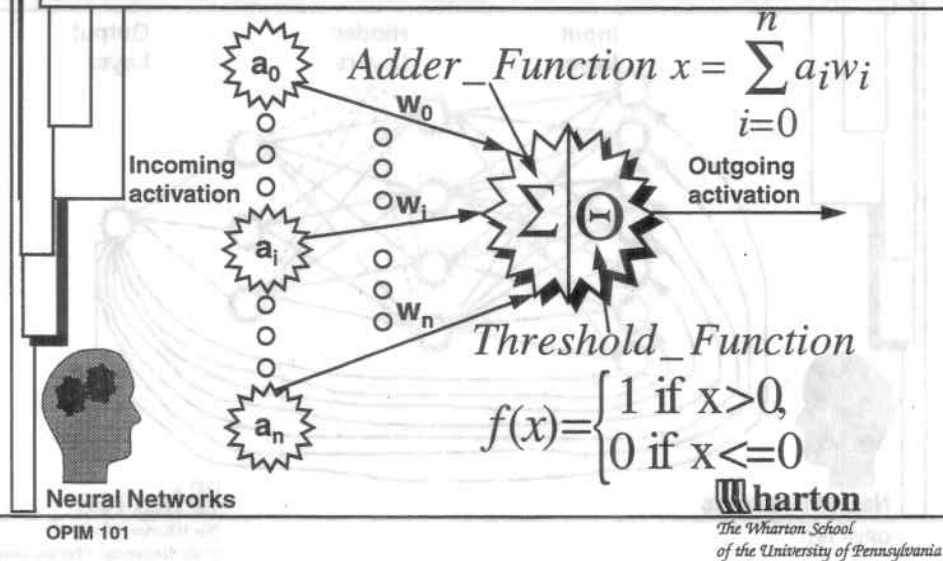 a0
Adder_Function x = n∑i=0 aiwi
w0
Incoming
activation
Outgoing
activation
wi
ai
Σ Θ
wn
Threshold_Function
an
f(x)={1 if x>0,
0 if x<=0
Neural Networks
OPIM 101
Wharton
The Wharton School
of the University of Pennsylvania